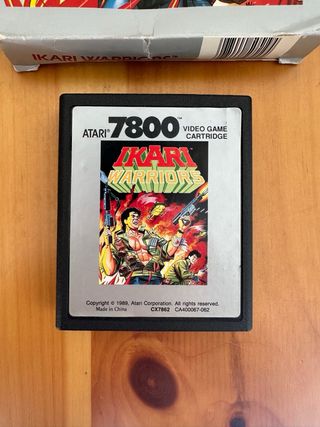 IKARI WARRIORS
ATARI® 7800™ VIDEO GAME CARTRIDGE
IKARI
WARRIORS
Copyright © 1989, Atari Corporation. All rights reserved.
Made in China CX7862 CA400067-062